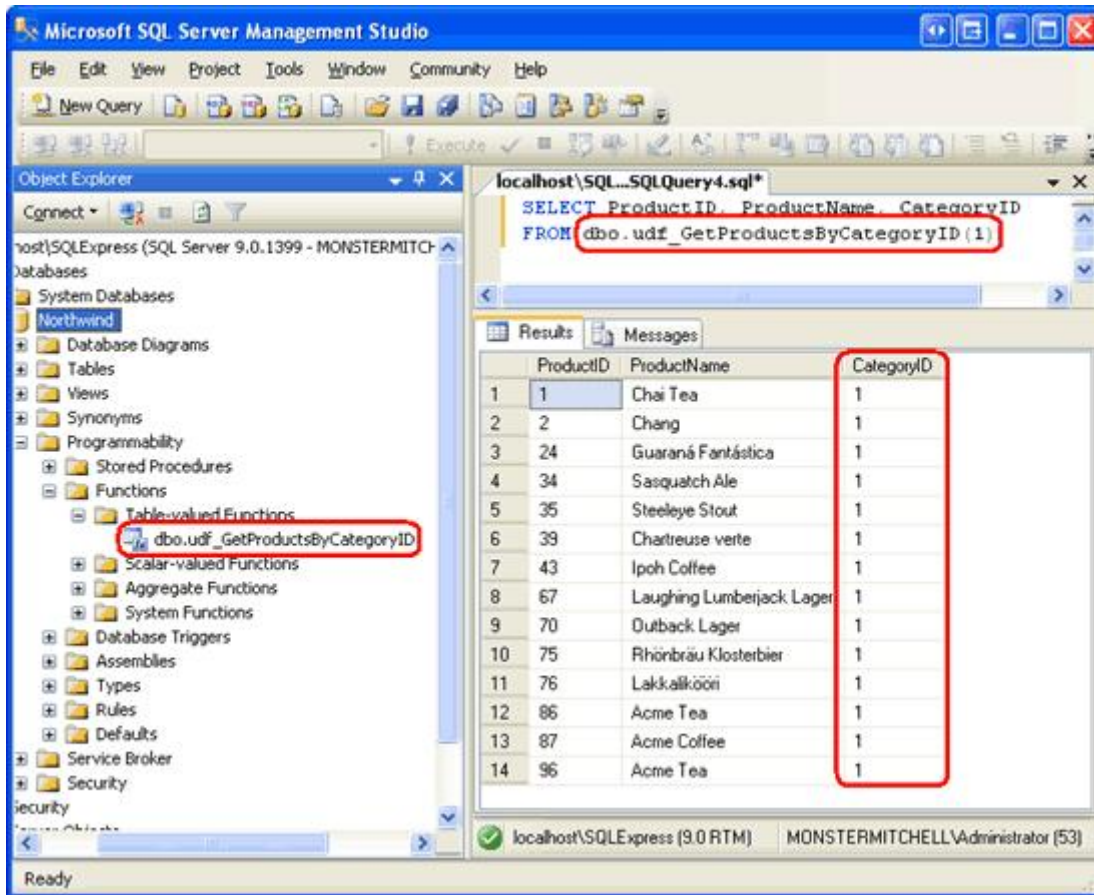 Microsoft SQL Server Management Studio
File Edit View Project Tools Window Community Help
New Query
Execute
Object Explorer
Connect
host\SQLExpress (SQL Server 9.0.1399 - MONSTERMITCH
Databases
System Databases
Northwind
Database Diagrams
Tables
Views
Synonyms
Programmability
Stored Procedures
Functions
Table-valued Functions
dbo.udf_GetProductsByCategoryID
Scalar-valued Functions
Aggregate Functions
System Functions
Database Triggers
Assemblies
Types
Rules
Defaults
Service Broker
Security
Security
localhost\SQL...SQLQuery4.sql*
SELECT ProductID, ProductName, CategoryID
FROM dbo.udf_GetProductsByCategoryID(1)
Results Messages
ProductID ProductName CategoryID
1 1 Chai Tea 1
2 2 Chang 1
3 24 Guaraná Fantástica 1
4 34 Sasquatch Ale 1
5 35 Steeleye Stout 1
6 39 Chartreuse verte 1
7 43 Ipoh Coffee 1
8 67 Laughing Lumberjack Lager 1
9 70 Outback Lager 1
10 75 Rhönbräu Klosterbier 1
11 76 Lakkalikööri 1
12 86 Acme Tea 1
13 87 Acme Coffee 1
14 96 Acme Tea 1
localhost\SQLExpress (9.0 RTM) MONSTERMITCHELL\Administrator (53)
Ready